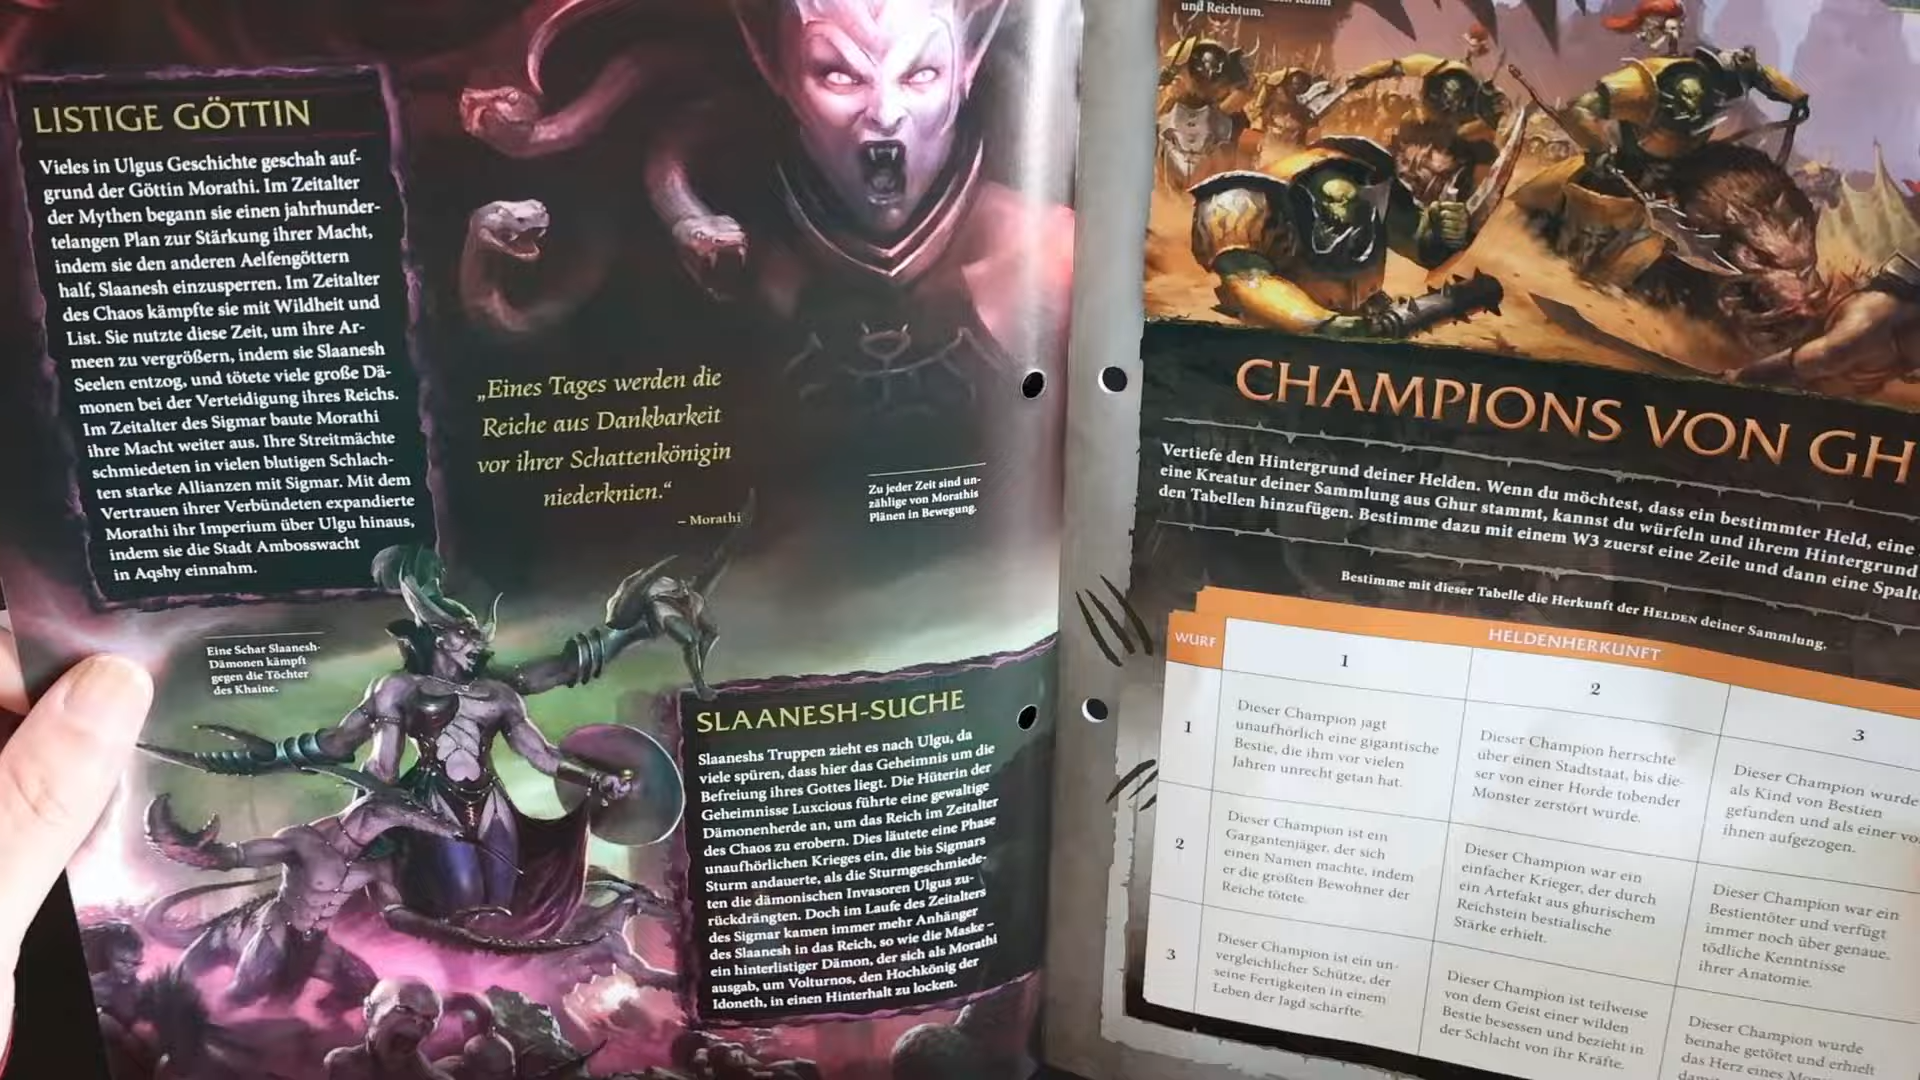 LISTIGE GÖTTIN
Vieles in Ulgus Geschichte geschah auf-
grund der Göttin Morathi. Im Zeitalter
der Mythen begann sie einen jahrhunder-
telangen Plan zur Stärkung ihrer Macht,
indem sie den anderen Aelfengöttern
half, Slaanesh einzusperren. Im Zeitalter
des Chaos kämpfte sie mit Wildheit und
List. Sie nutzte diese Zeit, um ihre Ar-
meen zu vergrößern, indem sie Slaanesh
Seelen entzog, und tötete viele große Dä-
monen bei der Verteidigung ihres Reichs.
Im Zeitalter des Sigmar baute Morathi
ihre Macht weiter aus. Ihre Streitmächte
schmiedeten in vielen blutigen Schlach-
ten starke Allianzen mit Sigmar. Mit dem
Vertrauen ihrer Verbündeten expandierte
Morathi ihr Imperium über Ulgu hinaus,
indem sie die Stadt Ambosswacht
in Aqshy einnahm.
„Eines Tages werden die
Reiche aus Dankbarkeit
vor ihrer Schattenkönigin
niederknien.“
– Morathi
Zu jeder Zeit sind un-
zählige von Morathis
Plänen in Bewegung.
Eine Schar Slaanesh-
Dämonen kämpft
gegen die Töchter
des Khaine.
SLAANESH-SUCHE
Slaaneshs Truppen zieht es nach Ulgu, da
viele spüren, dass hier das Geheimnis um die
Befreiung ihres Gottes liegt. Die Hüterin der
Geheimnisse Luxcious führte eine gewaltige
Dämonenherde an, um das Reich im Zeitalter
des Chaos zu erobern. Dies läutete eine Phase
unaufhörlichen Krieges ein, die bis Sigmars
Sturm andauerte, als die Sturmgeschmiede-
ten die dämonischen Invasoren Ulgus zu-
rückdrängten. Doch im Laufe des Zeitalters
des Sigmar kamen immer mehr Anhänger
des Slaanesh in das Reich, so wie die Maske –
ein hinterlistiger Dämon, der sich als Morathi
ausgab, um Volturnos, den Hochkönig der
Idoneth, in einen Hinterhalt zu locken.
und Reichtum.
CHAMPIONS VON GH
Vertiefe den Hintergrund deiner Helden. Wenn du möchtest, dass ein bestimmter Held, eine
eine Kreatur deiner Sammlung aus Ghur stammt, kannst du würfeln und ihrem Hintergrund
den Tabellen hinzufügen. Bestimme dazu mit einem W3 zuerst eine Zeile und dann eine Spalte
Bestimme mit dieser Tabelle die Herkunft der HELDEN deiner Sammlung.
WURF
HELDENHERKUNFT
1
2
3
1
Dieser Champion jagt
unaufhörlich eine gigantische
Bestie, die ihm vor vielen
Jahren unrecht getan hat.
Dieser Champion herrschte
über einen Stadtstaat, bis die-
ser von einer Horde tobender
Monster zerstört wurde.
Dieser Champion wurde
als Kind von Bestien
gefunden und als einer vo
ihnen aufgezogen.
2
Dieser Champion ist ein
Gargantenjäger, der sich
einen Namen machte, indem
er die größten Bewohner der
Reiche tötete.
Dieser Champion war ein
einfacher Krieger, der durch
ein Artefakt aus ghurischem
Reichstein bestialische
Stärke erhielt.
Dieser Champion war ein
Bestientöter und verfügt
immer noch über genaue,
tödliche Kenntnisse
ihrer Anatomie.
3
Dieser Champion ist ein un-
vergleichlicher Schütze, der
seine Fertigkeiten in einem
Leben der Jagd schärfte.
Dieser Champion ist teilweise
von dem Geist einer wilden
Bestie besessen und bezieht in
der Schlacht von ihr Kräfte.
Dieser Champion wurde
beinahe getötet und erhielt
das Herz eines